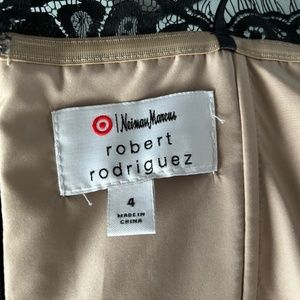 | Neiman Marcus
robert
rodriguez
4
MADE IN
CHINA